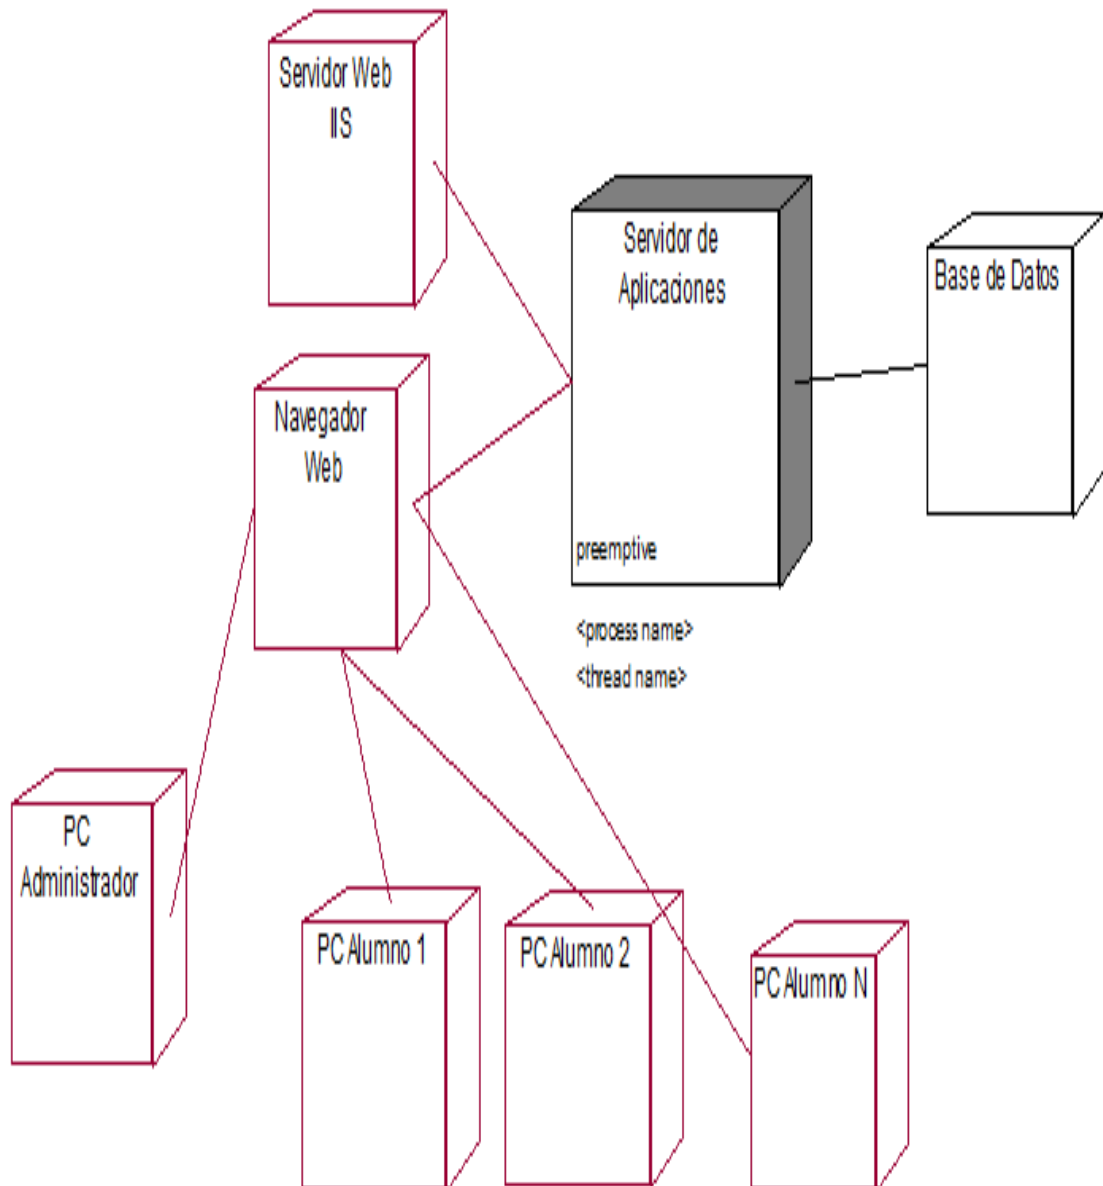 Servidor Web
IIS
Servidor de
Aplicaciones
preemptive
<process name>
<thread name>
Base de Datos
Navegador
Web
PC
Administrador
PC Alumno 1
PC Alumno 2
PC Alumno N